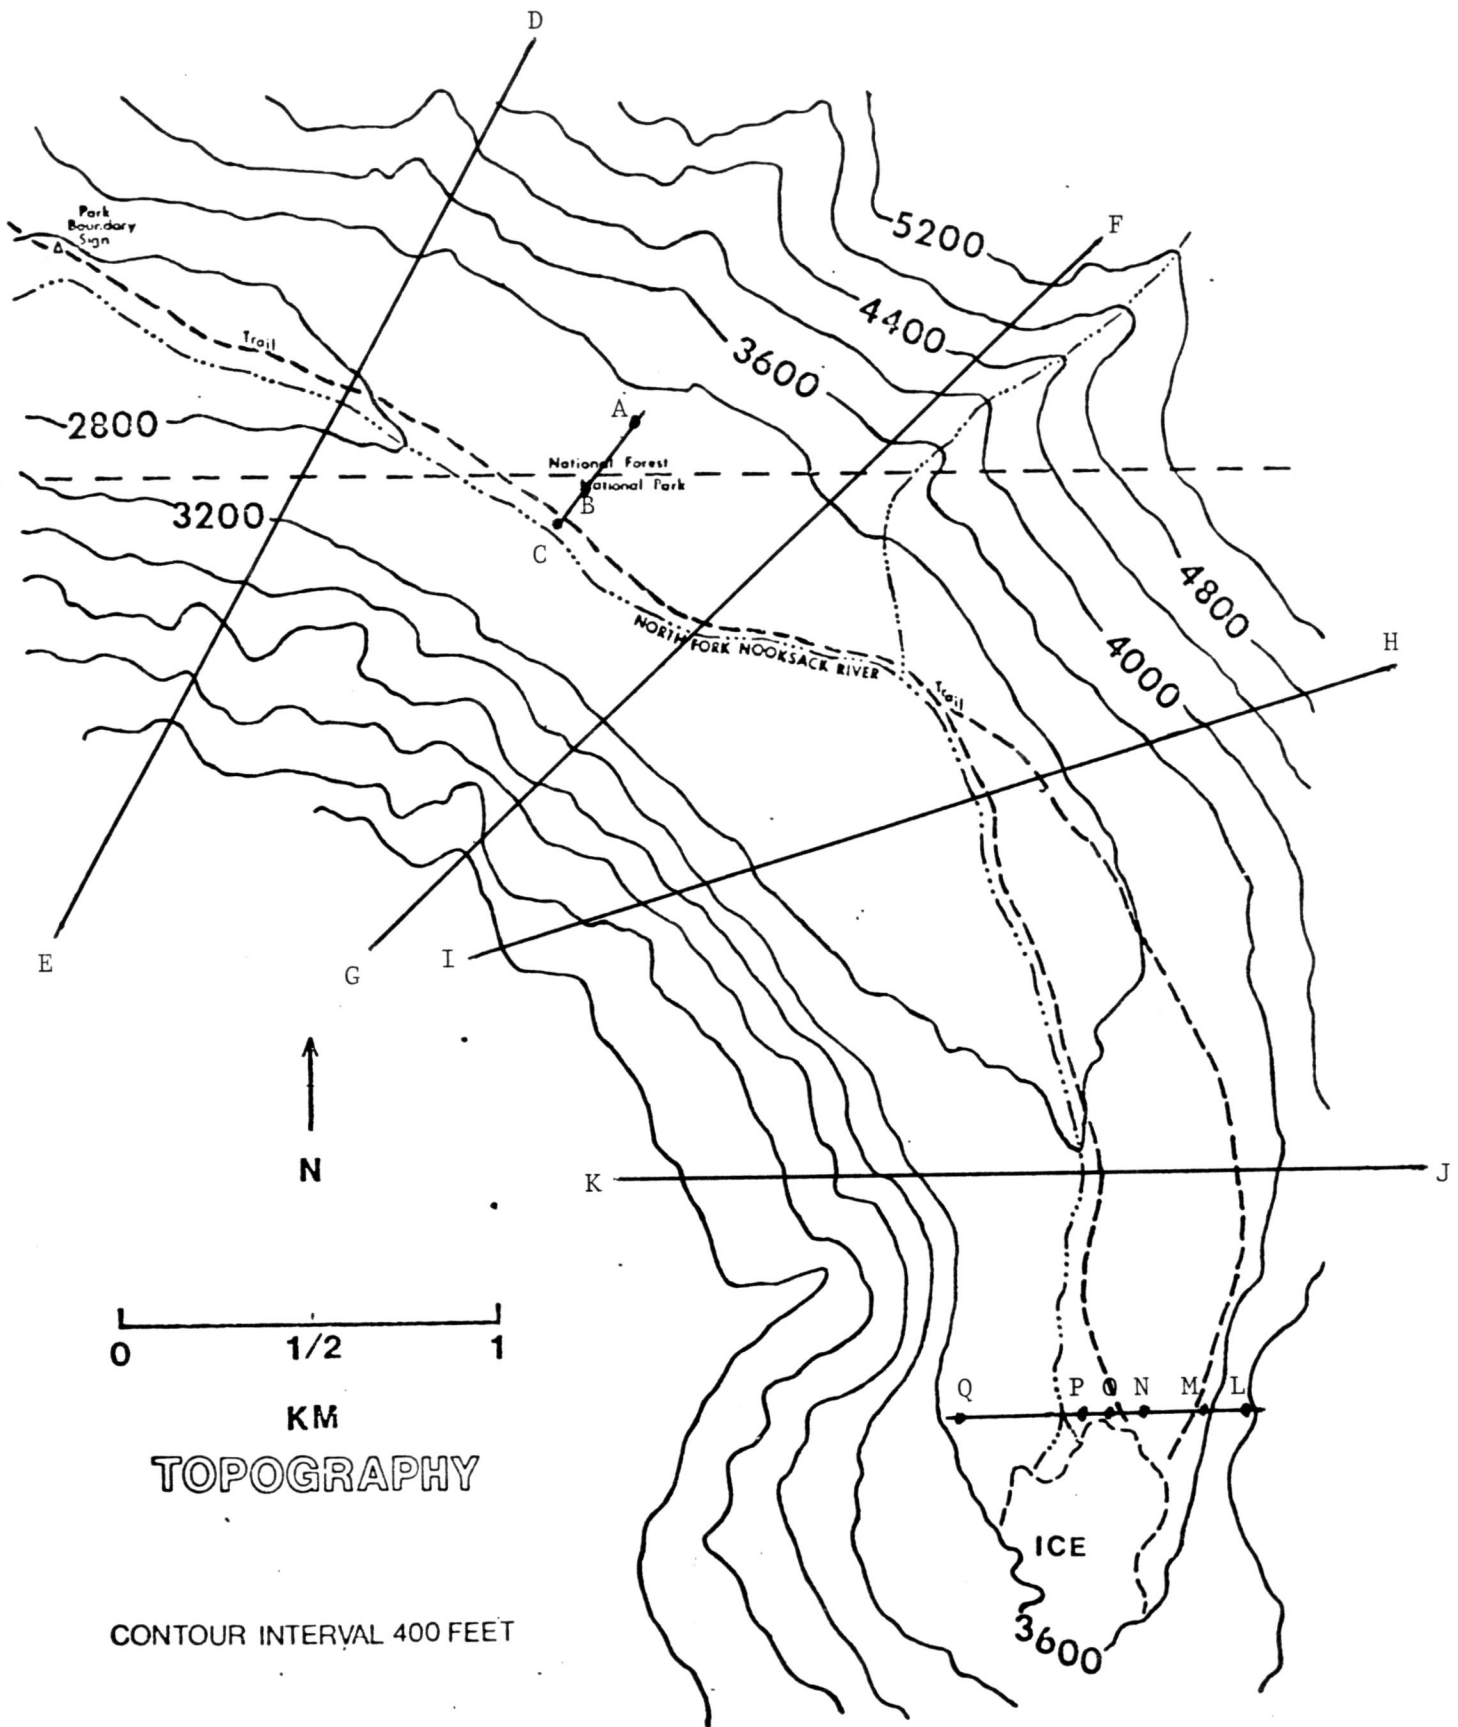 D
Park
Boundary
Sign
5200
F
Trail
4400
3600
A
2800
National Forest
National Park
B
3200
C
4800
NORTH FORK NOOKSACK RIVER
H
4000
Trail
E
G
I
N
K
J
0 1/2 1
KM
Q P O N M L
TOPOGRAPHY
ICE
3600
CONTOUR INTERVAL 400 FEET